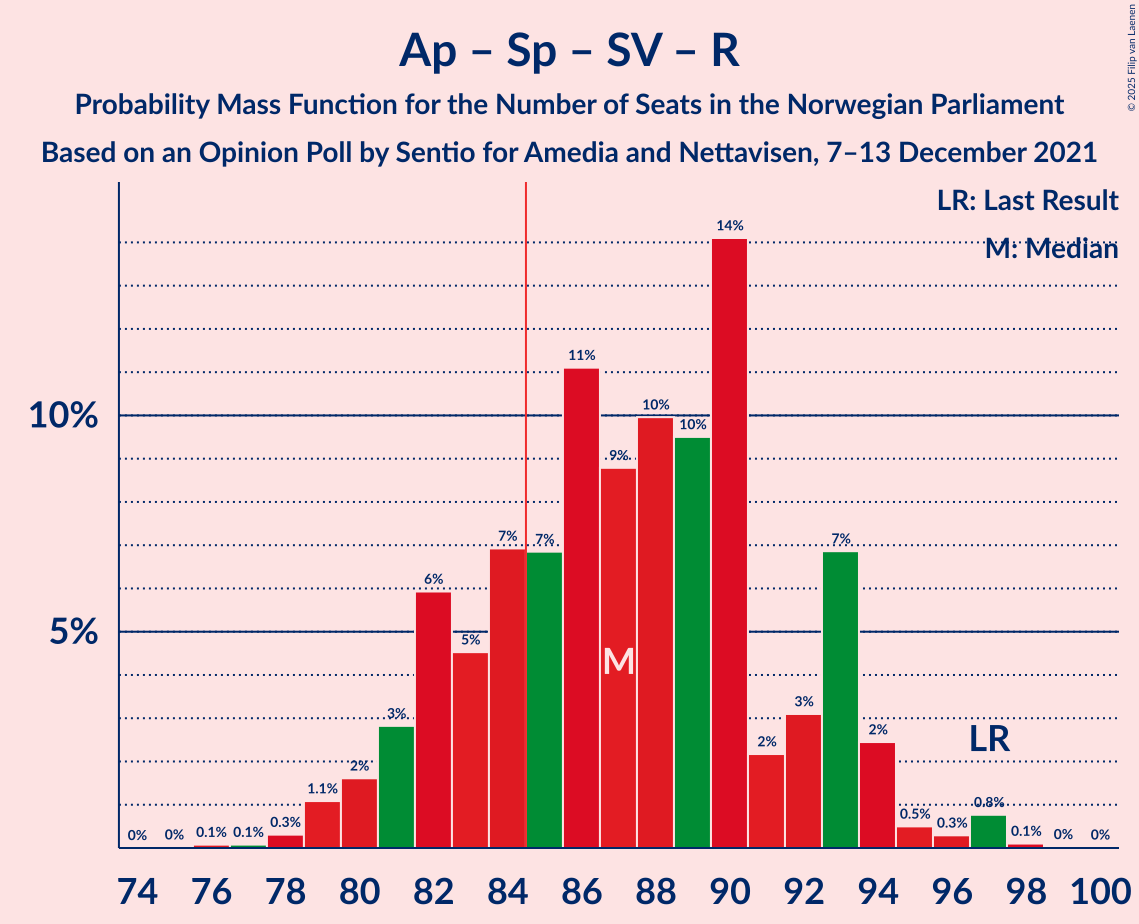 Ap – Sp – SV – R
Probability Mass Function for the Number of Seats in the Norwegian Parliament
Based on an Opinion Poll by Sentio for Amedia and Nettavisen, 7–13 December 2021
© 2025 Filip van Laenen
LR: Last Result
M: Median
10%
5%
0% 0% 0.1% 0.1% 0.3% 1.1% 2% 3% 6% 5% 7% 7% 11% 9% 10% 10% 14% 2% 3% 7% 2% 0.5% 0.3% 0.8% 0.1% 0% 0%
M
LR
74 76 78 80 82 84 86 88 90 92 94 96 98 100